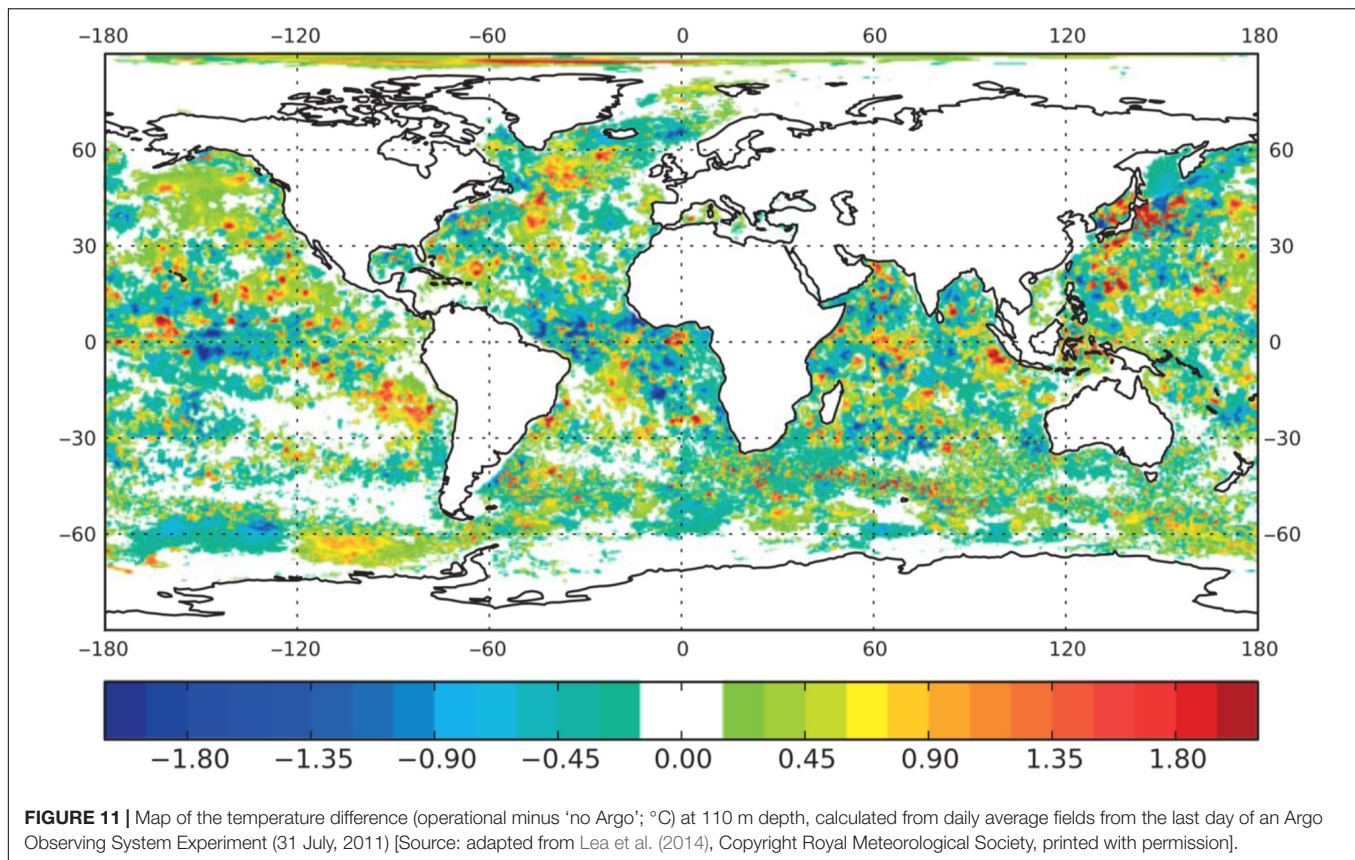 −180 −120 −60 0 60 120 180
60 60
30 30
0 0
−30 −30
−60 −60
−180 −120 −60 0 60 120 180
−1.80 −1.35 −0.90 −0.45 0.00 0.45 0.90 1.35 1.80
FIGURE 11 | Map of the temperature difference (operational minus ‘no Argo’; °C) at 110 m depth, calculated from daily average fields from the last day of an Argo
Observing System Experiment (31 July, 2011) [Source: adapted from Lea et al. (2014), Copyright Royal Meteorological Society, printed with permission].